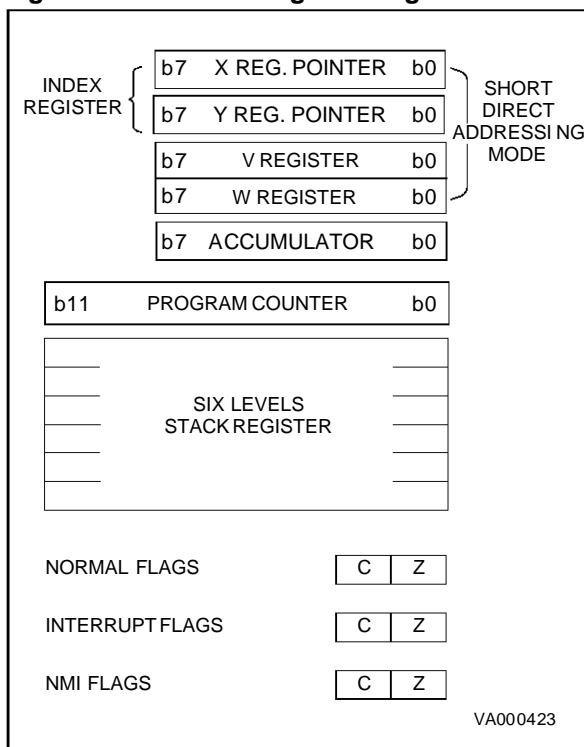 b7 X REG. POINTER b0
INDEX
REGISTER
b7 Y REG. POINTER b0
SHORT
DIRECT
ADDRESSING
MODE
b7 V REGISTER b0
b7 W REGISTER b0
b7 ACCUMULATOR b0
b11 PROGRAM COUNTER b0
SIX LEVELS
STACK REGISTER
NORMAL FLAGS C Z
INTERRUPT FLAGS C Z
NMI FLAGS C Z
VA000423